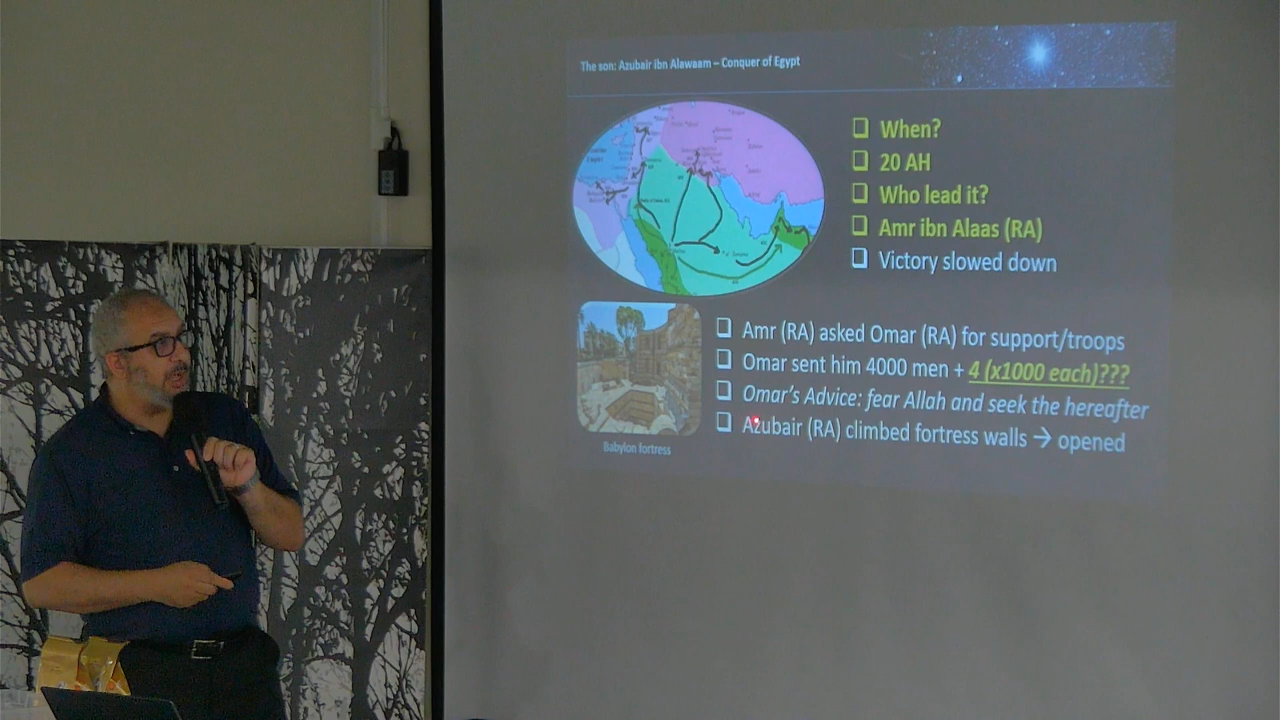 The son: Azubair ibn Alawaam – Conquer of Egypt
❑ When?
❑ 20 AH
❑ Who lead it?
❑ Amr ibn Alaas (RA)
❑ Victory slowed down
❑ Amr (RA) asked Omar (RA) for support/troops
❑ Omar sent him 4000 men + 4 (x1000 each)???
❑ Omar's Advice: fear Allah and seek the hereafter
❑ Azubair (RA) climbed fortress walls → opened
Babylon fortress